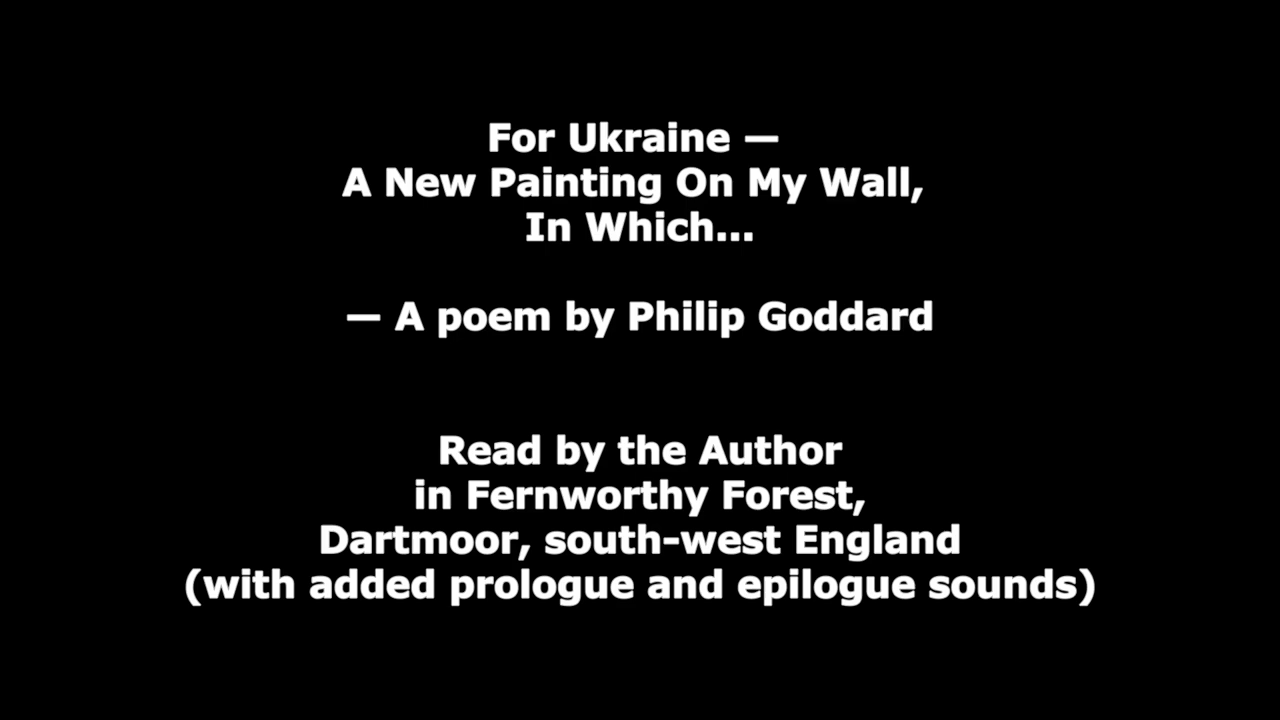 For Ukraine —
A New Painting On My Wall,
In Which...
— A poem by Philip Goddard
Read by the Author
in Fernworthy Forest,
Dartmoor, south-west England
(with added prologue and epilogue sounds)